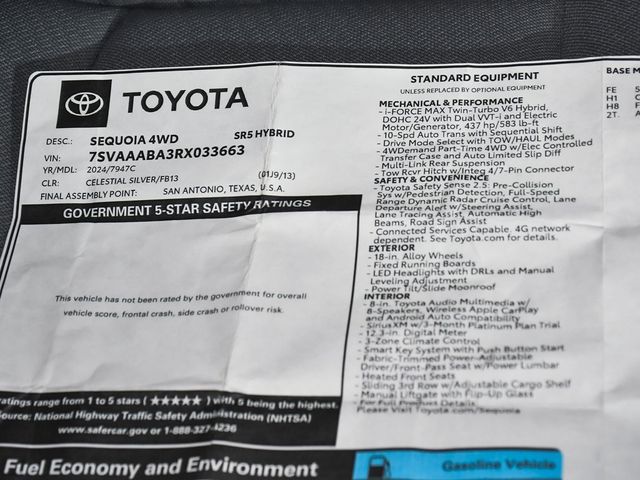 TOYOTA
DESC.: SEQUOIA 4WD SR5 HYBRID
VIN: 7SVAAABA3RX033663
YR/MDL: 2024/7947C
CLR: CELESTIAL SILVER/FB13 (01J9/13)
FINAL ASSEMBLY POINT: SAN ANTONIO, TEXAS, U.S.A.
GOVERNMENT 5-STAR SAFETY RATINGS
This vehicle has not been rated by the government for overall
vehicle score, frontal crash, side crash or rollover risk.
ratings range from 1 to 5 stars (★★★★★) with 5 being the highest.
ource: National Highway Traffic Safety Administration (NHTSA)
www.safercar.gov or 1-888-327-4236
Fuel Economy and Environment
Gasoline Vehicle
STANDARD EQUIPMENT
UNLESS REPLACED BY OPTIONAL EQUIPMENT
MECHANICAL & PERFORMANCE
- i-FORCE MAX Twin-Turbo V6 Hybrid,
DOHC 24V with Dual VVT-i and Electric
Motor/Generator, 437 hp/583 lb-ft
- 10-Spd Auto Trans with Sequential Shift
- Drive Mode Select with TOW/HAUL Modes
- 4WDemand Part-Time 4WD w/Elec Controlled
Transfer Case and Auto Limited Slip Diff
- Multi-Link Rear Suspension
- Tow Rcvr Hitch w/Integ 4/7-Pin Connector
SAFETY & CONVENIENCE
- Toyota Safety Sense 2.5: Pre-Collision
Sys w/Pedestrian Detection, Full-Speed
Range Dynamic Radar Cruise Control, Lane
Departure Alert w/Steering Assist,
Lane Tracing Assist, Automatic High
Beams, Road Sign Assist
- Connected Services Capable. 4G network
dependent. See Toyota.com for details.
EXTERIOR
- 18-in. Alloy Wheels
- Fixed Running Boards
- LED Headlights with DRLs and Manual
Leveling Adjustment
- Power Tilt/Slide Moonroof
INTERIOR
- 8-in. Toyota Audio Multimedia w/
8-Speakers, Wireless Apple CarPlay
and Android Auto Compatibility
- SiriusXM w/3-Month Platinum Plan Trial
- 12.3-in. Digital Meter
- 3-Zone Climate Control
- Smart Key System with Push Button Start
- Fabric-Trimmed Power-Adjustable
Driver/Front-Pass Seat w/Power Lumbar
- Heated Front Seats
- Sliding 3rd Row w/Adjustable Cargo Shelf
- Manual Liftgate with Flip-Up Glass
For Full Product Details
Please Visit Toyota.com/Sequoia
BASE M
FE 5
H1 C
H8 F
2T. A